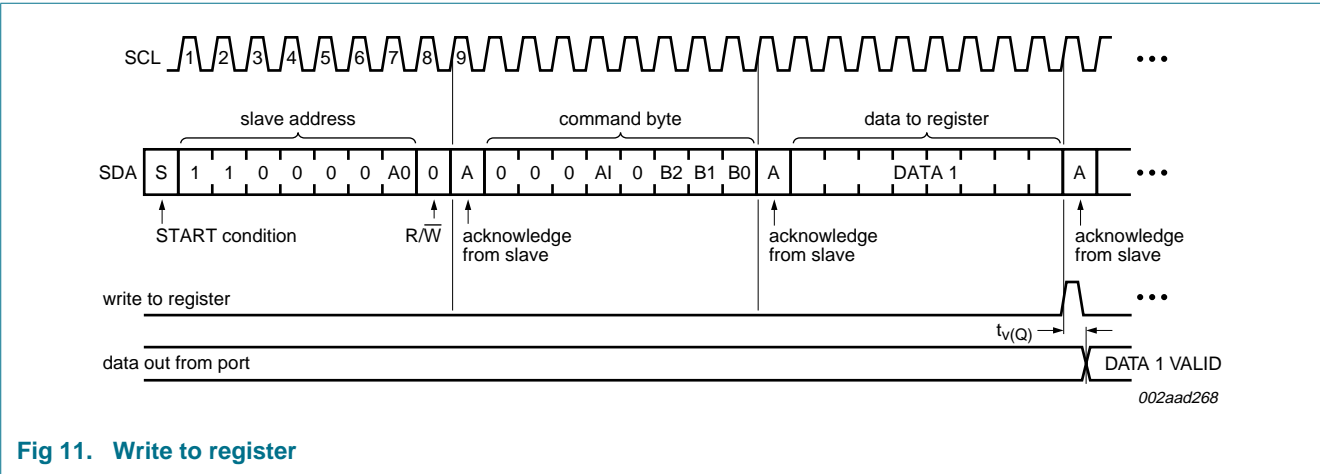 SCL 1 2 3 4 5 6 7 8 9 •••
slave address command byte data to register
SDA S 1 1 0 0 0 0 A0 0 A 0 0 0 AI 0 B2 B1 B0 A DATA 1 A •••
START condition R/W̅ acknowledge acknowledge acknowledge
from slave from slave from slave
write to register •••
tv(Q)
data out from port DATA 1 VALID
002aad268
Fig 11. Write to register